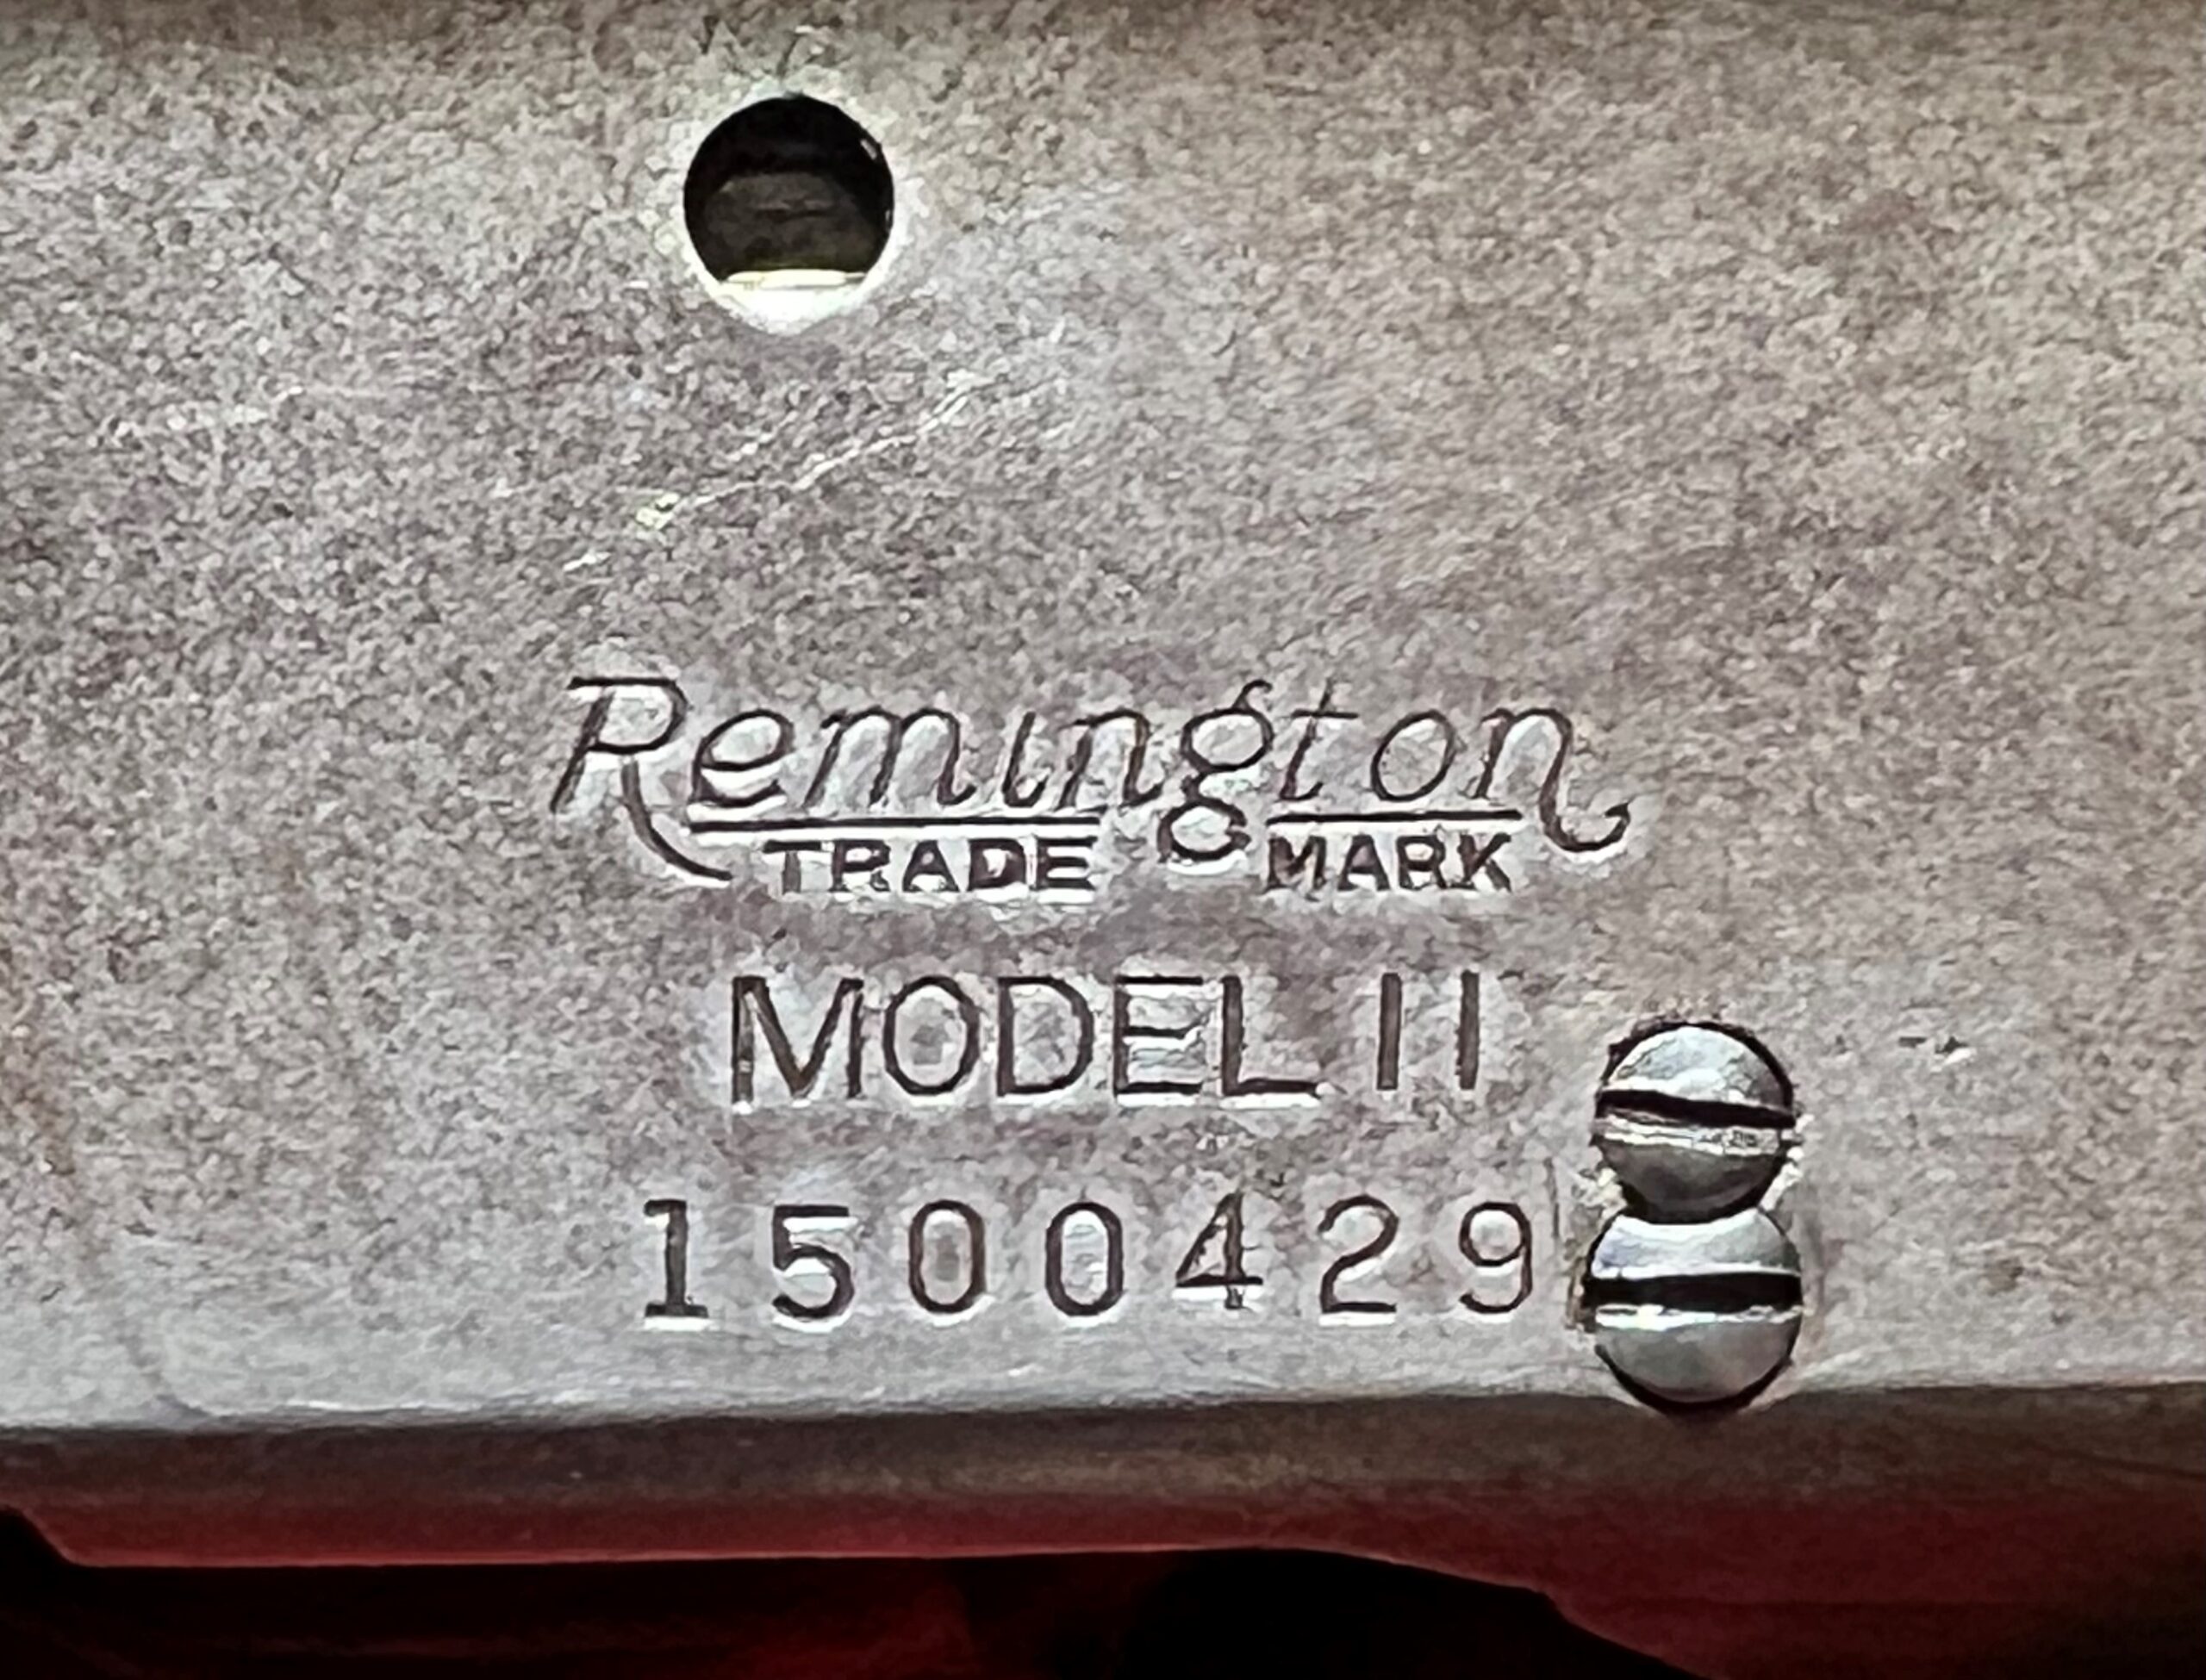 Remington
TRADE MARK
MODEL 11
1500429